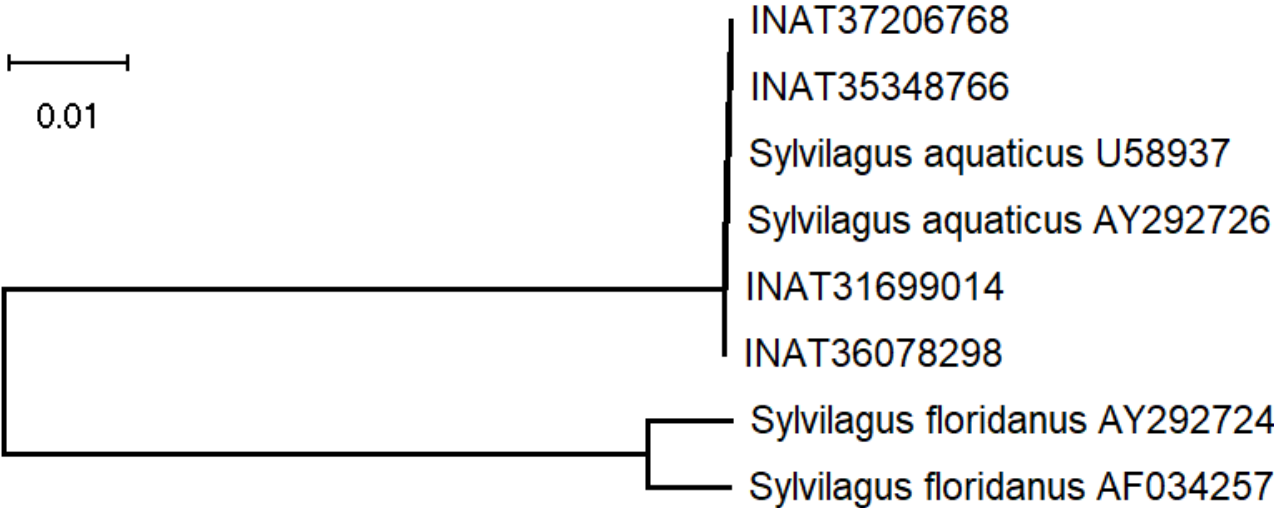 INAT37206768
INAT35348766
0.01
Sylvilagus aquaticus U58937
Sylvilagus aquaticus AY292726
INAT31699014
INAT36078298
Sylvilagus floridanus AY292724
Sylvilagus floridanus AF034257